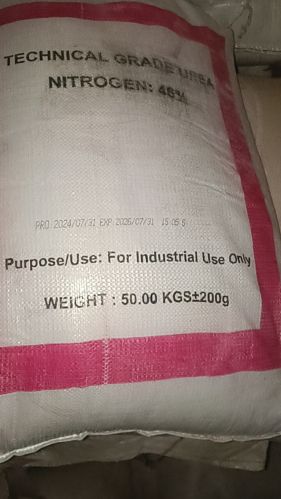 TECHNICAL GRADE UREA
NITROGEN: 46%
PRO: 2024/07/31 EXP: 2026/07/31 15:05:5
Purpose/Use: For Industrial Use Only
WEIGHT : 50.00 KGS±200g